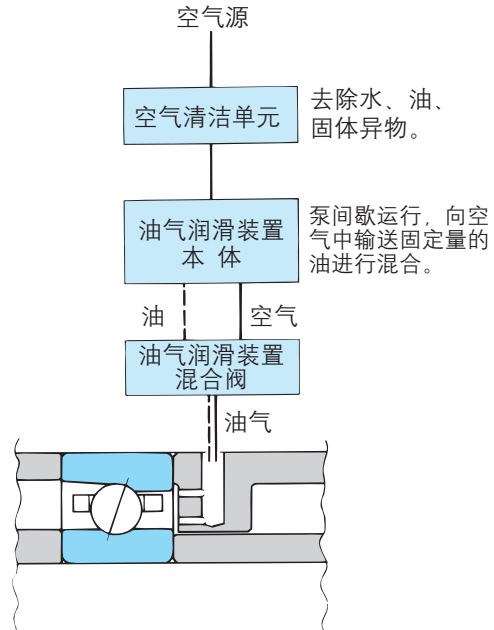 空气源
空气清洁单元
去除水、油、
固体异物。
油气润滑装置
本 体
泵间歇运行，向空
气中输送固定量的
油进行混合。
油
空气
油气润滑装置
混合阀
油气